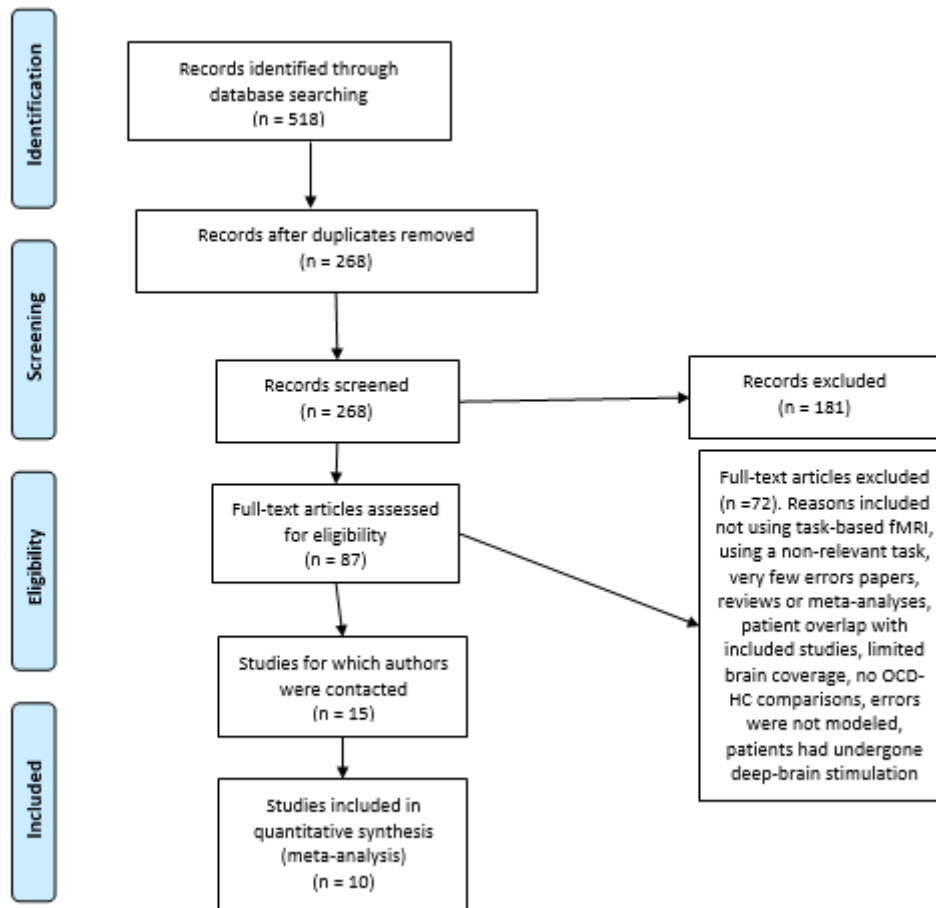 Identification
Records identified through
database searching
(n = 518)
Records after duplicates removed
(n = 268)
Screening
Records screened
(n = 268)
Records excluded
(n = 181)
Eligibility
Full-text articles assessed
for eligibility
(n = 87)
Full-text articles excluded
(n =72). Reasons included
not using task-based fMRI,
using a non-relevant task,
very few errors papers,
reviews or meta-analyses,
patient overlap with
included studies, limited
brain coverage, no OCD-
HC comparisons, errors
were not modeled,
patients had undergone
deep-brain stimulation
Studies for which authors
were contacted
(n = 15)
Included
Studies included in
quantitative synthesis
(meta-analysis)
(n = 10)